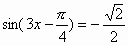 sin( 3x − π/4 ) = − √2/2